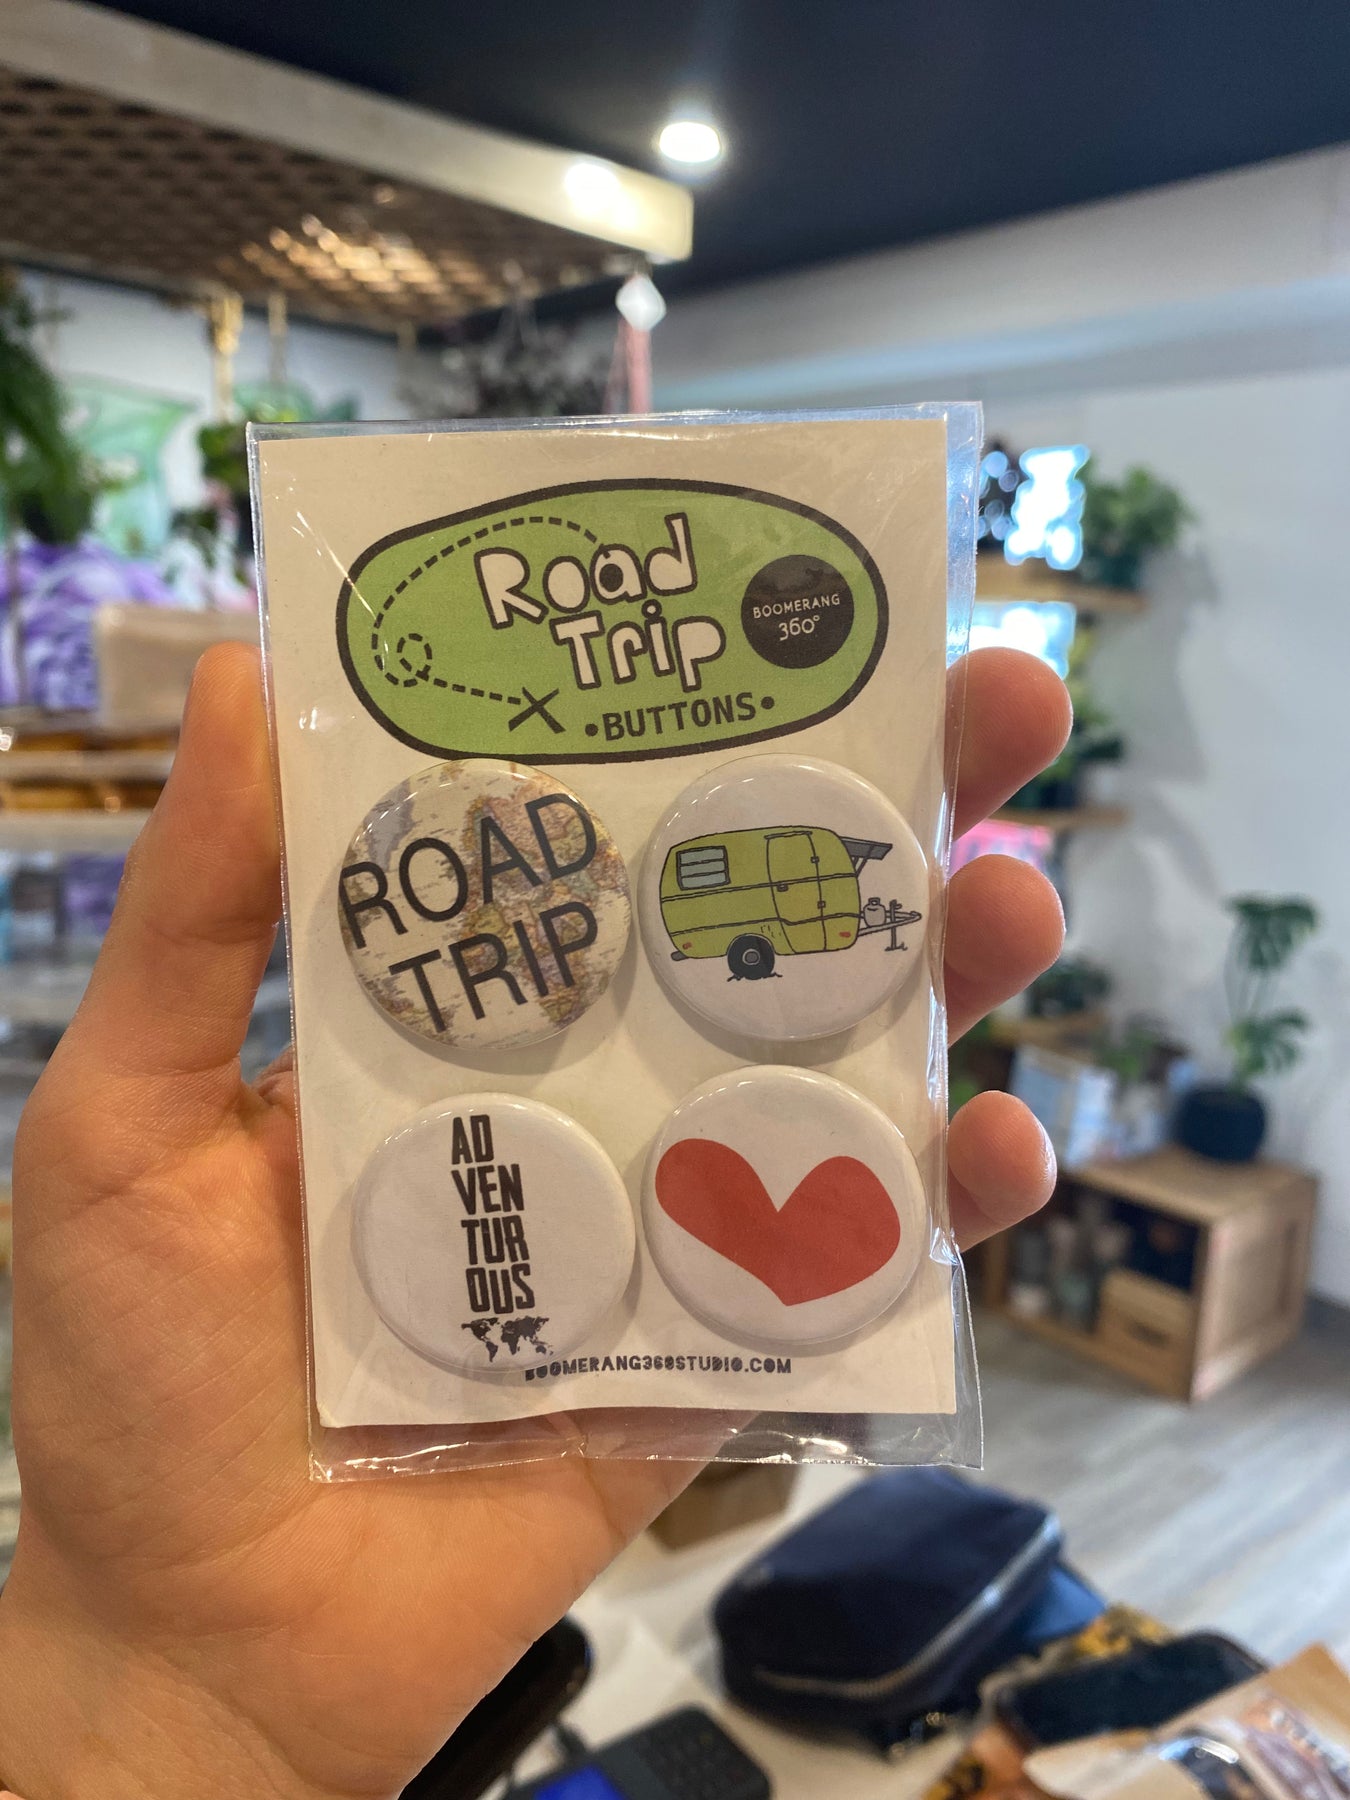 Road
Trip
BOOMERANG
360°
•BUTTONS•
ROAD
TRIP
AD
VEN
TUR
OUS
BOOMERANG360STUDIO.COM